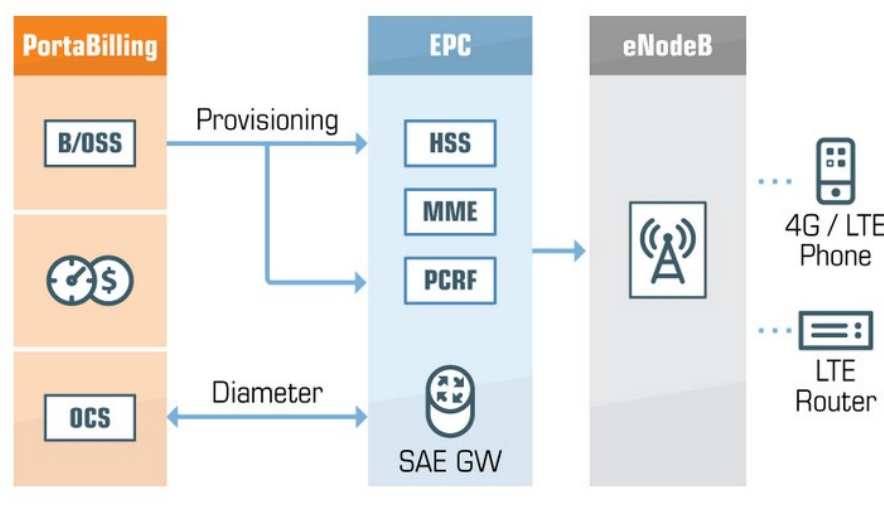 PortaBilling
EPC
eNodeB
B/OSS
Provisioning
HSS
MME
PCRF
$
4G / LTE
Phone
OCS
Diameter
SAE GW
LTE
Router